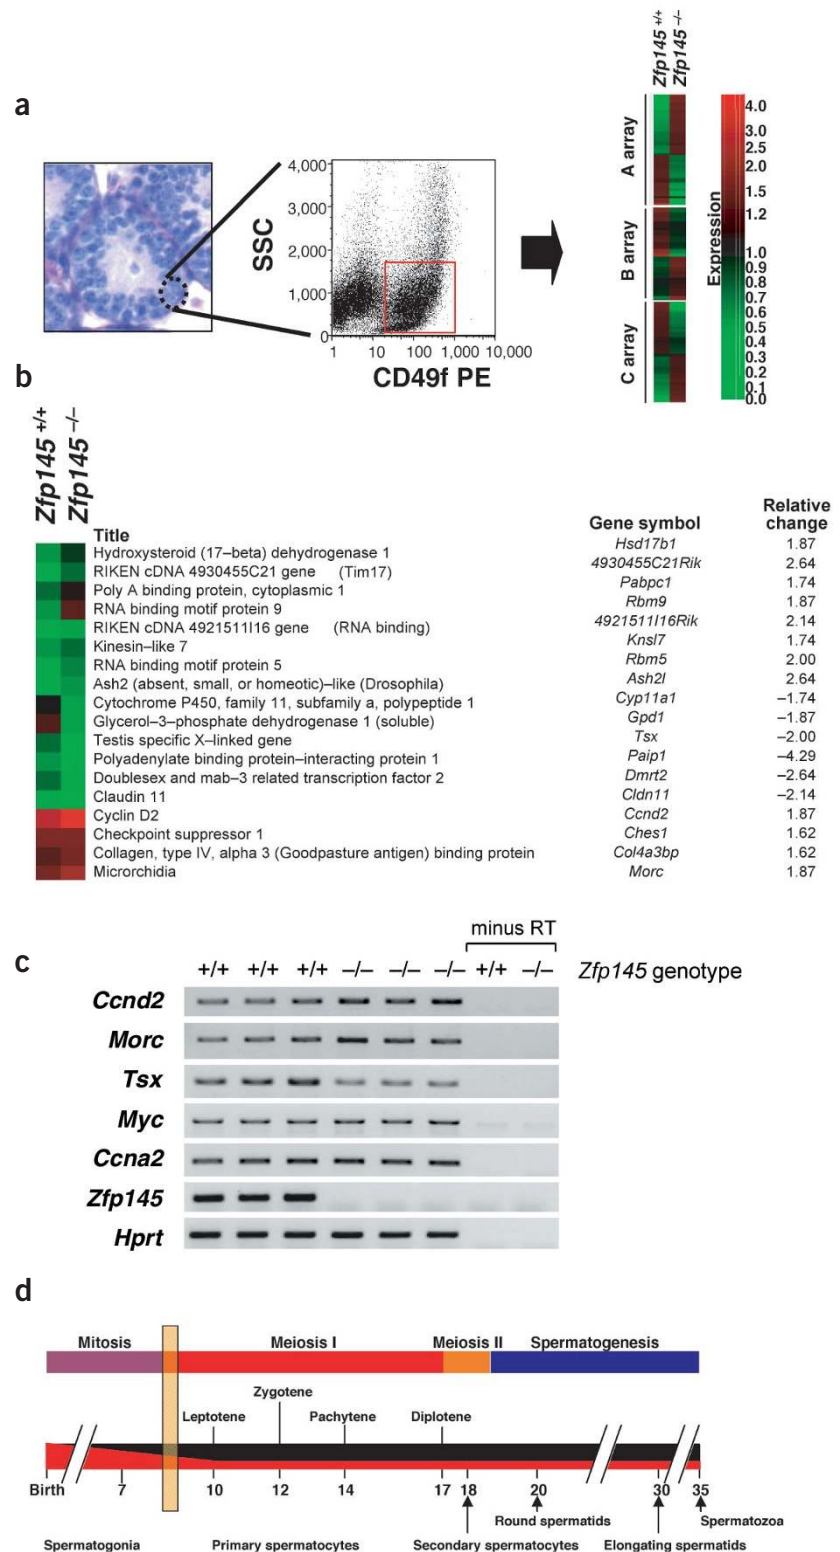 a
Zfp145 +/+
Zfp145 –/–
SSC
4,000
3,000
2,000
1,000
0
1 10 100 1,000 10,000
CD49f PE
A array
B array
C array
Expression
4.0
3.0
2.5
2.0
1.5
1.2
1.0
0.9
0.8
0.7
0.6
0.5
0.4
0.3
0.2
0.1
0.0
b
Zfp145 +/+
Zfp145 –/–
Title Gene symbol Relative change
Hydroxysteroid (17–beta) dehydrogenase 1 Hsd17b1 1.87
RIKEN cDNA 4930455C21 gene (Tim17) 4930455C21Rik 2.64
Poly A binding protein, cytoplasmic 1 Pabpc1 1.74
RNA binding motif protein 9 Rbm9 1.87
RIKEN cDNA 4921511I16 gene (RNA binding) 4921511I16Rik 2.14
Kinesin–like 7 Knsl7 1.74
RNA binding motif protein 5 Rbm5 2.00
Ash2 (absent, small, or homeotic)–like (Drosophila) Ash2l 2.64
Cytochrome P450, family 11, subfamily a, polypeptide 1 Cyp11a1 –1.74
Glycerol–3–phosphate dehydrogenase 1 (soluble) Gpd1 –1.87
Testis specific X–linked gene Tsx –2.00
Polyadenylate binding protein–interacting protein 1 Paip1 –4.29
Doublesex and mab–3 related transcription factor 2 Dmrt2 –2.64
Claudin 11 Cldn11 –2.14
Cyclin D2 Ccnd2 1.87
Checkpoint suppressor 1 Ches1 1.62
Collagen, type IV, alpha 3 (Goodpasture antigen) binding protein Col4a3bp 1.62
Microrchidia Morc 1.87
c
minus RT
+/+ +/+ +/+ –/– –/– –/– +/+ –/– Zfp145 genotype
Ccnd2
Morc
Tsx
Myc
Ccna2
Zfp145
Hprt
d
Mitosis Meiosis I Meiosis II Spermatogenesis
Zygotene
Leptotene Pachytene Diplotene
Birth 7 10 12 14 17 18 20 30 35
Round spermatids Spermatozoa
Spermatogonia Primary spermatocytes Secondary spermatocytes Elongating spermatids